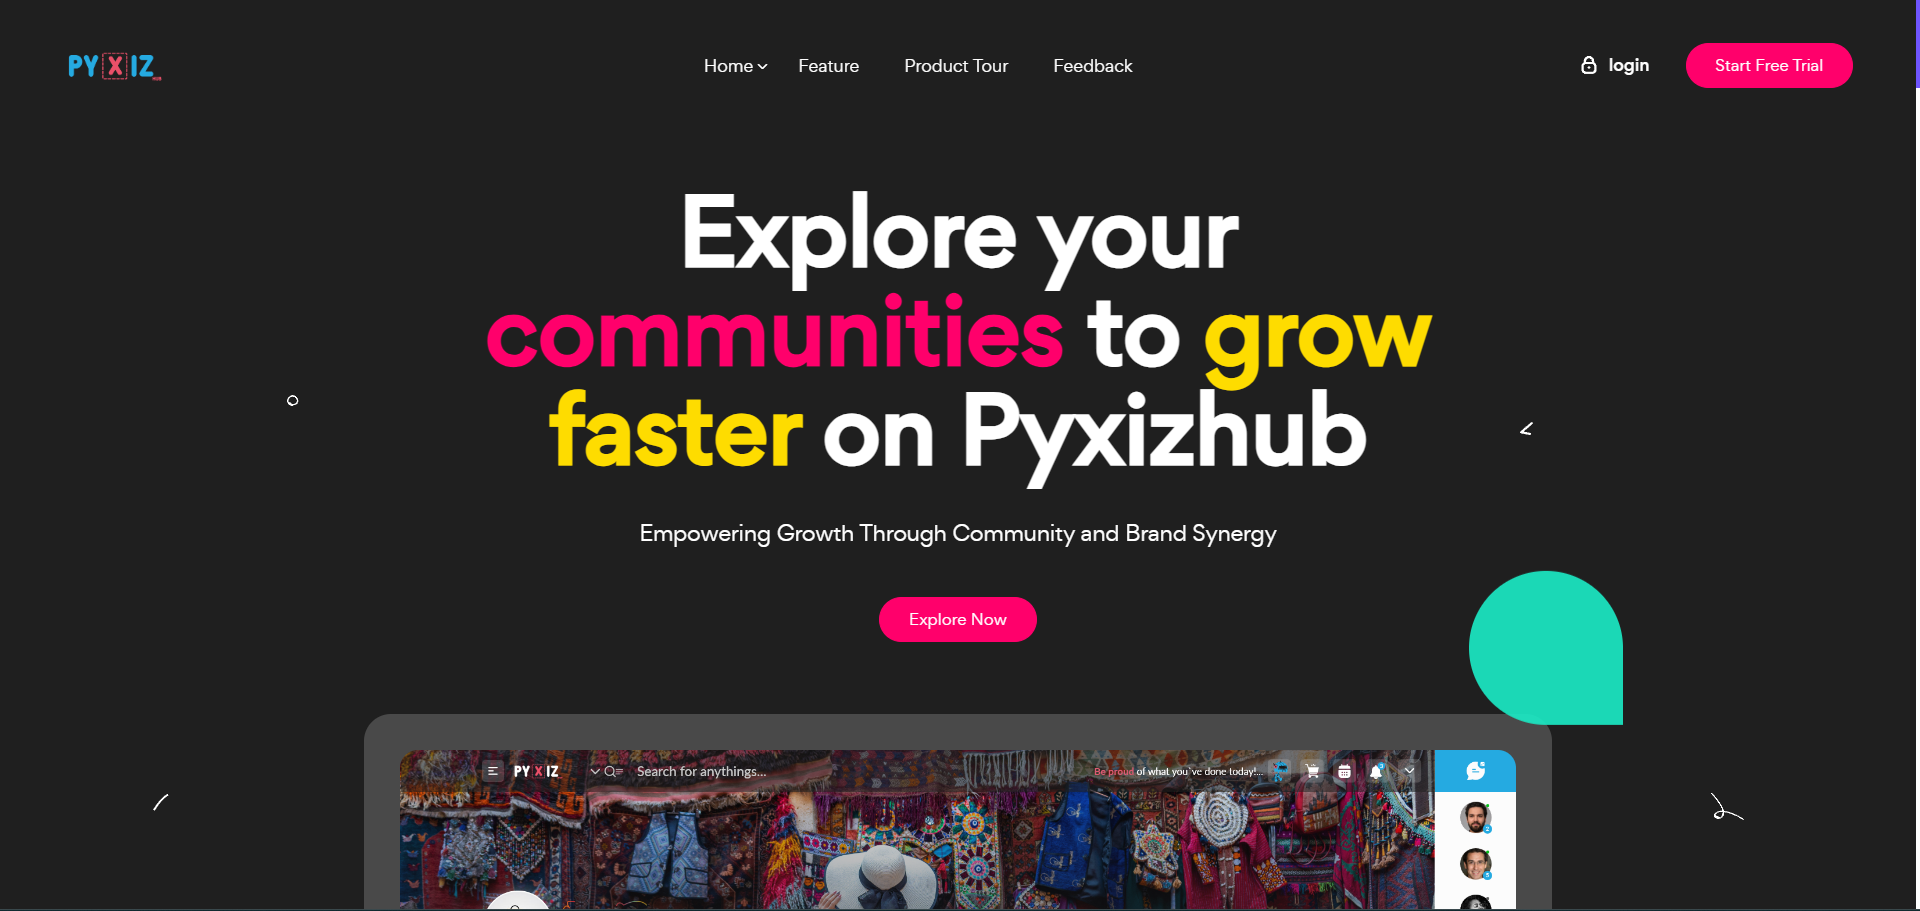 PYXIZ
Home
Feature
Product Tour
Feedback
login
Start Free Trial
Explore your
communities to grow
faster on Pyxizhub
Empowering Growth Through Community and Brand Synergy
Explore Now
PYXIZ
Search for anything...
Be proud of what you've done today!...